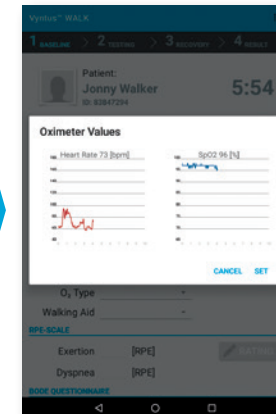 Vyntus™ WALK
1 BASELINE > 2 TESTING > 3 RECOVERY > 4 RESULT
Patient:
Jonny Walker
ID: 83847234
5:54
Oximeter Values
Heart Rate 73 [bpm]
SpO2 96 [%]
CANCEL SET
O₂ Type -
Walking Aid -
RPE-SCALE
Exertion [RPE]
Dyspnea [RPE]
BODE QUESTIONNAIRE